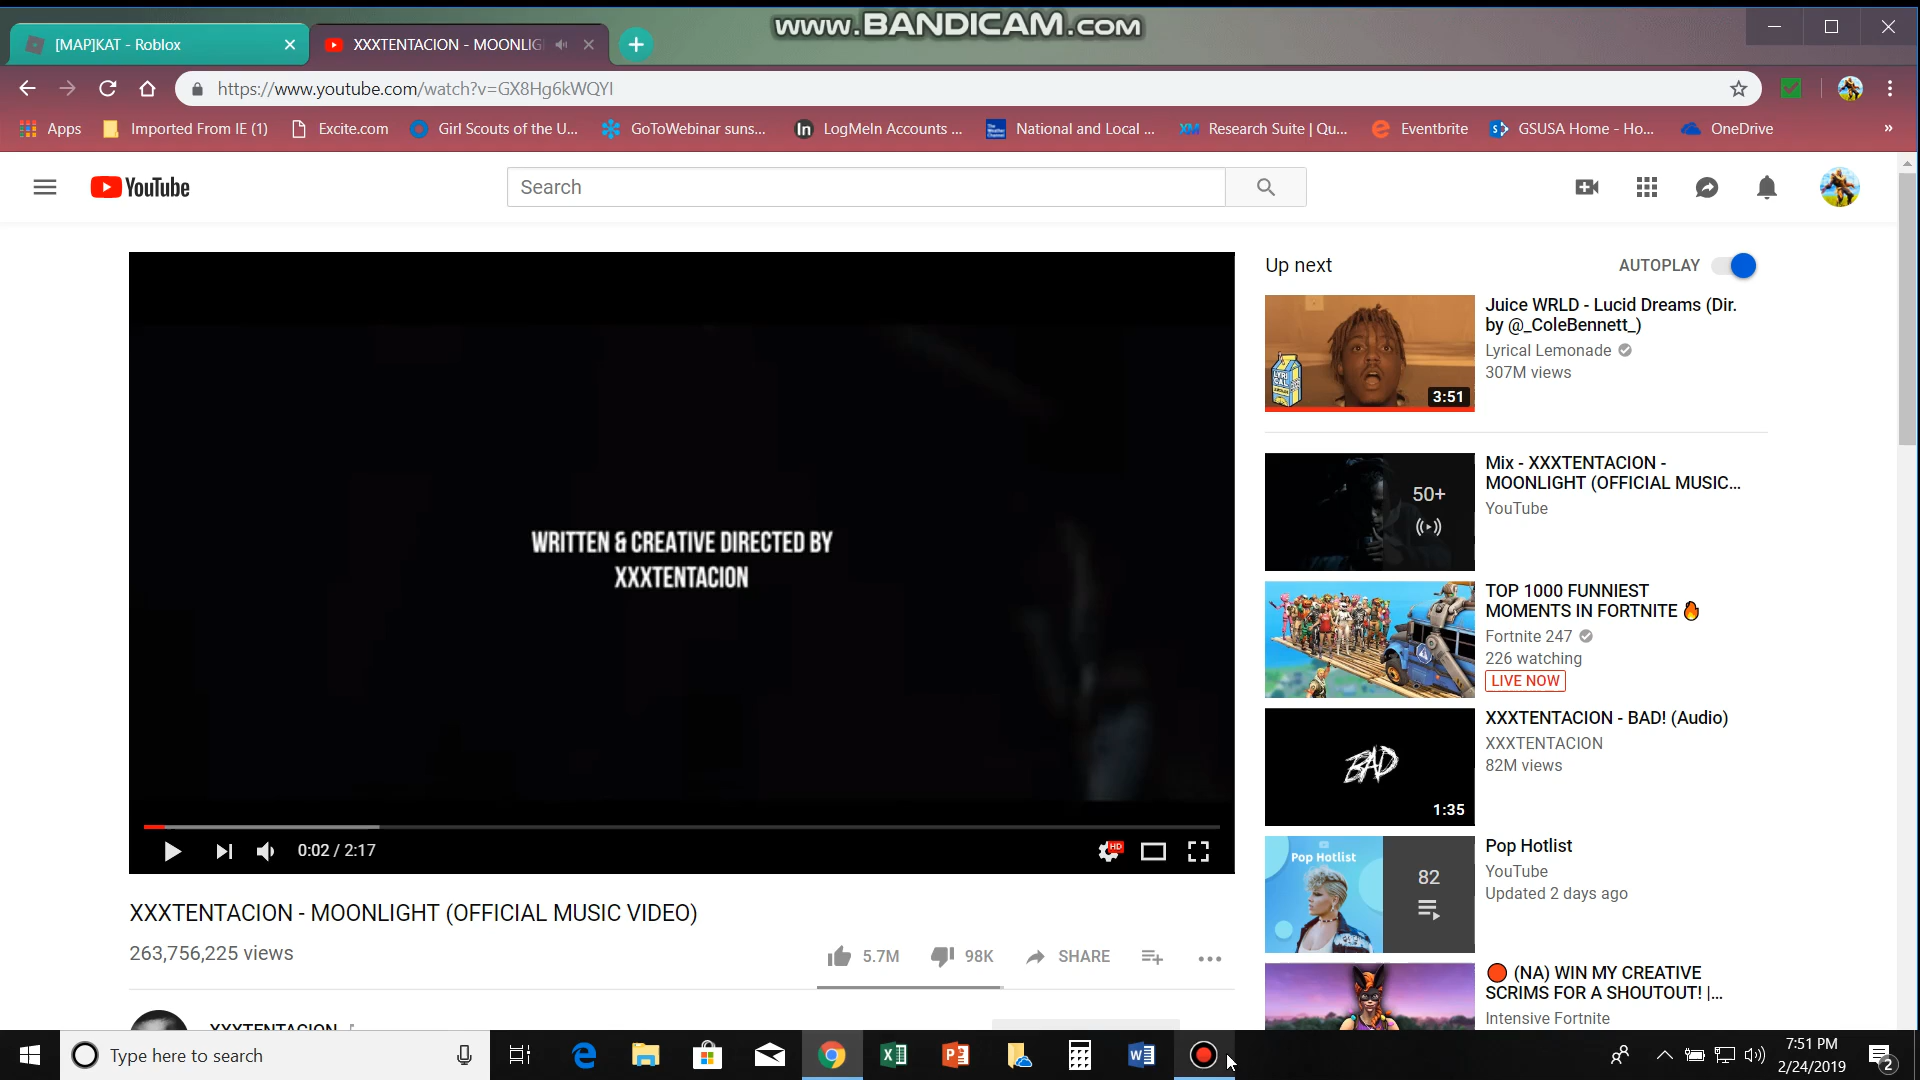 www.BANDICAM.com
[MAP]KAT - Roblox
XXXTENTACION - MOONLIG
https://www.youtube.com/watch?v=GX8Hg6kWQYI
Apps
Imported From IE (1)
Excite.com
Girl Scouts of the U...
GoToWebinar suns...
LogMeIn Accounts ...
National and Local ...
Research Suite | Qu...
Eventbrite
GSUSA Home - Ho...
OneDrive
»
YouTube
Search
WRITTEN & CREATIVE DIRECTED BY
XXXTENTACION
HD
0:02 / 2:17
XXXTENTACION - MOONLIGHT (OFFICIAL MUSIC VIDEO)
263,756,225 views
5.7M
98K
SHARE
XXXTENTACION
Up next
AUTOPLAY
3:51
Juice WRLD - Lucid Dreams (Dir.
by @_ColeBennett_)
Lyrical Lemonade
307M views
50+
Mix - XXXTENTACION -
MOONLIGHT (OFFICIAL MUSIC...
YouTube
TOP 1000 FUNNIEST
MOMENTS IN FORTNITE 🔥
Fortnite 247
226 watching
LIVE NOW
BAD
1:35
XXXTENTACION - BAD! (Audio)
XXXTENTACION
82M views
Pop Hotlist
82
Pop Hotlist
YouTube
Updated 2 days ago
🔴 (NA) WIN MY CREATIVE
SCRIMS FOR A SHOUTOUT! |...
Intensive Fortnite
Type here to search
7:51 PM
2/24/2019
2